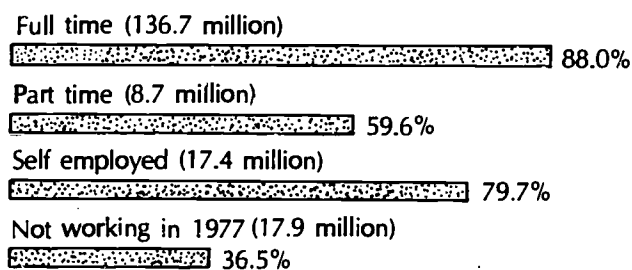 Full time (136.7 million)
88.0%
Part time (8.7 million)
59.6%
Self employed (17.4 million)
79.7%
Not working in 1977 (17.9 million)
36.5%